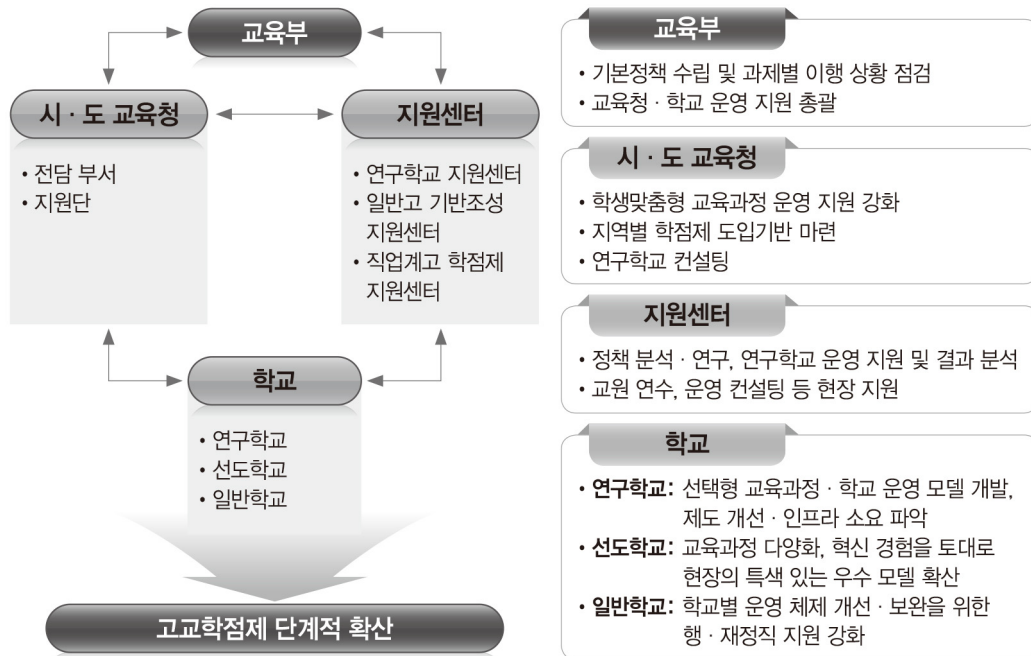 교육부
시 · 도 교육청
• 전담 부서
• 지원단
지원센터
• 연구학교 지원센터
• 일반고 기반조성
지원센터
• 직업계고 학점제
지원센터
학교
• 연구학교
• 선도학교
• 일반학교
고교학점제 단계적 확산
교육부
• 기본정책 수립 및 과제별 이행 상황 점검
• 교육청 · 학교 운영 지원 총괄
시 · 도 교육청
• 학생맞춤형 교육과정 운영 지원 강화
• 지역별 학점제 도입기반 마련
• 연구학교 컨설팅
지원센터
• 정책 분석 · 연구, 연구학교 운영 지원 및 결과 분석
• 교원 연수, 운영 컨설팅 등 현장 지원
학교
• 연구학교: 선택형 교육과정 · 학교 운영 모델 개발,
제도 개선 · 인프라 소요 파악
• 선도학교: 교육과정 다양화, 혁신 경험을 토대로
현장의 특색 있는 우수 모델 확산
• 일반학교: 학교별 운영 체제 개선 · 보완을 위한
행 · 재정직 지원 강화